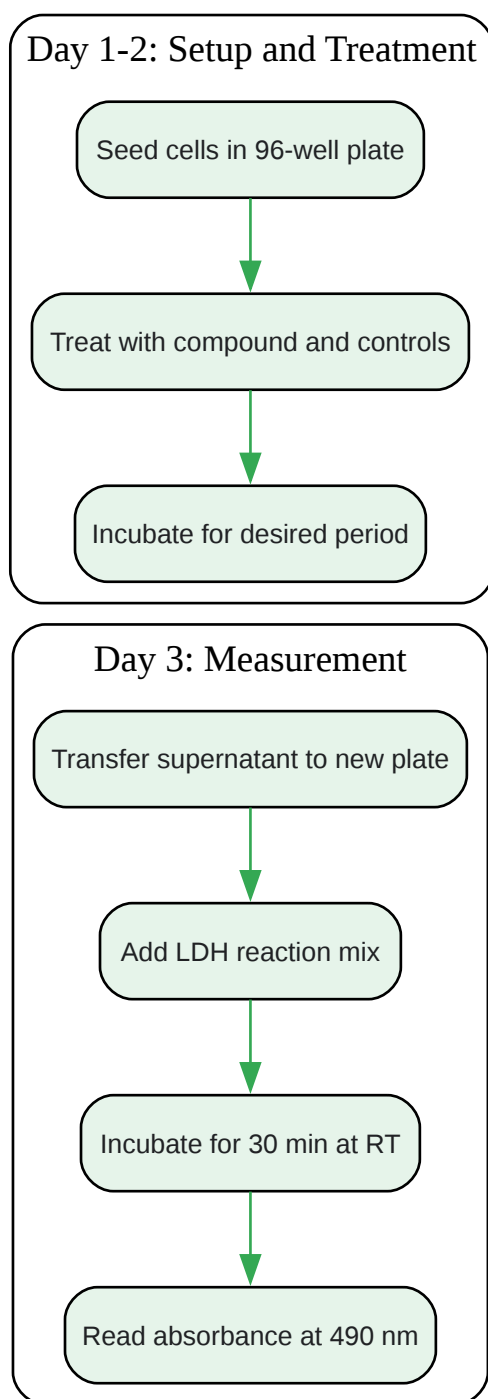 Day 1-2: Setup and Treatment
Seed cells in 96-well plate
Treat with compound and controls
Incubate for desired period
Day 3: Measurement
Transfer supernatant to new plate
Add LDH reaction mix
Incubate for 30 min at RT
Read absorbance at 490 nm